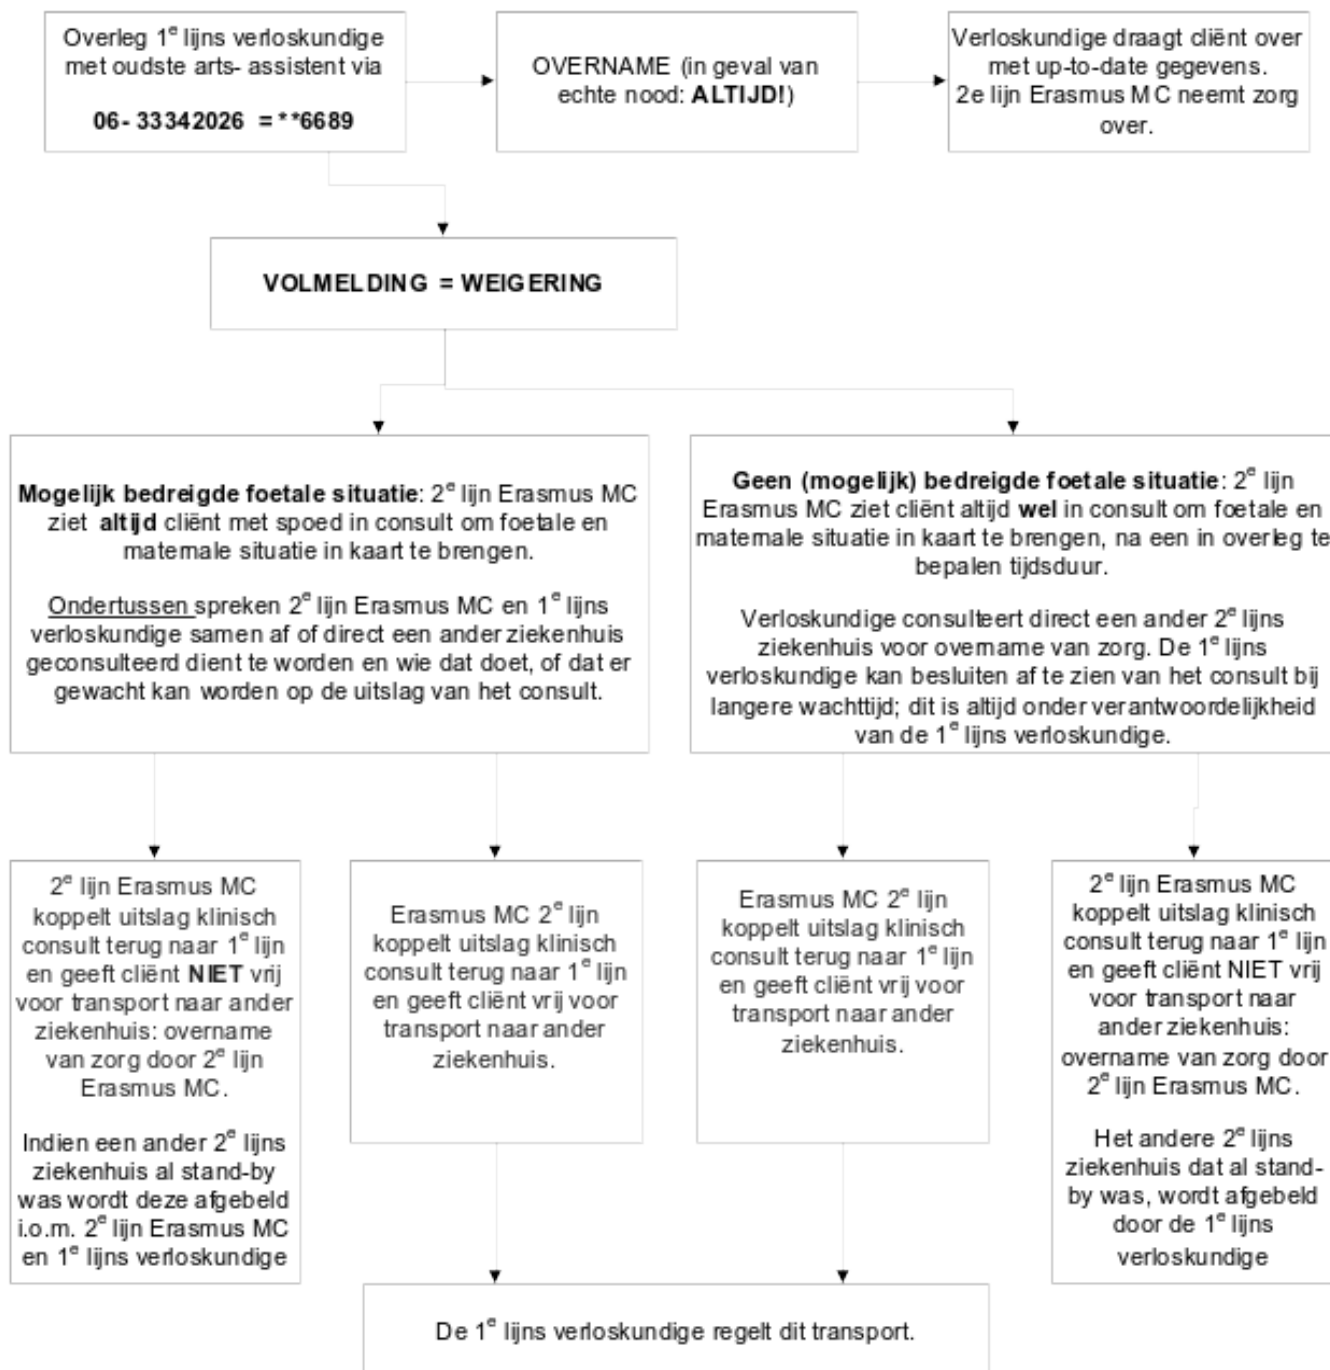 Overleg 1e lijns verloskundige
met oudste arts- assistent via
06- 33342026 = **6689
OVERNAME (in geval van
echte nood: ALTIJD!)
Verloskundige draagt cliënt over
met up-to-date gegevens.
2e lijn Erasmus MC neemt zorg
over.
VOLMELDING = WEIGERING
Mogelijk bedreigde foetale situatie: 2e lijn Erasmus MC
ziet altijd cliënt met spoed in consult om foetale en
maternale situatie in kaart te brengen.
Ondertussen spreken 2e lijn Erasmus MC en 1e lijns
verloskundige samen af of direct een ander ziekenhuis
geconsulteerd dient te worden en wie dat doet, of dat er
gewacht kan worden op de uitslag van het consult.
Geen (mogelijk) bedreigde foetale situatie: 2e lijn
Erasmus MC ziet cliënt altijd wel in consult om foetale en
maternale situatie in kaart te brengen, na een in overleg te
bepalen tijdsduur.
Verloskundige consulteert direct een ander 2e lijns
ziekenhuis voor overname van zorg. De 1e lijns
verloskundige kan besluiten af te zien van het consult bij
langere wachttijd; dit is altijd onder verantwoordelijkheid
van de 1e lijns verloskundige.
2e lijn Erasmus MC
koppelt uitslag klinisch
consult terug naar 1e lijn
en geeft cliënt NIET vrij
voor transport naar ander
ziekenhuis: overname
van zorg door 2e lijn
Erasmus MC.
Indien een ander 2e lijns
ziekenhuis al stand-by
was wordt deze afgebeld
i.o.m. 2e lijn Erasmus MC
en 1e lijns verloskundige
Erasmus MC 2e lijn
koppelt uitslag klinisch
consult terug naar 1e lijn
en geeft cliënt vrij voor
transport naar ander
ziekenhuis.
Erasmus MC 2e lijn
koppelt uitslag klinisch
consult terug naar 1e lijn
en geeft cliënt vrij voor
transport naar ander
ziekenhuis.
2e lijn Erasmus MC
koppelt uitslag klinisch
consult terug naar 1e lijn
en geeft cliënt NIET vrij
voor transport naar
ander ziekenhuis:
overname van zorg door
2e lijn Erasmus MC.
Het andere 2e lijns
ziekenhuis dat al stand-
by was, wordt afgebeld
door de 1e lijns
verloskundige
De 1e lijns verloskundige regelt dit transport.